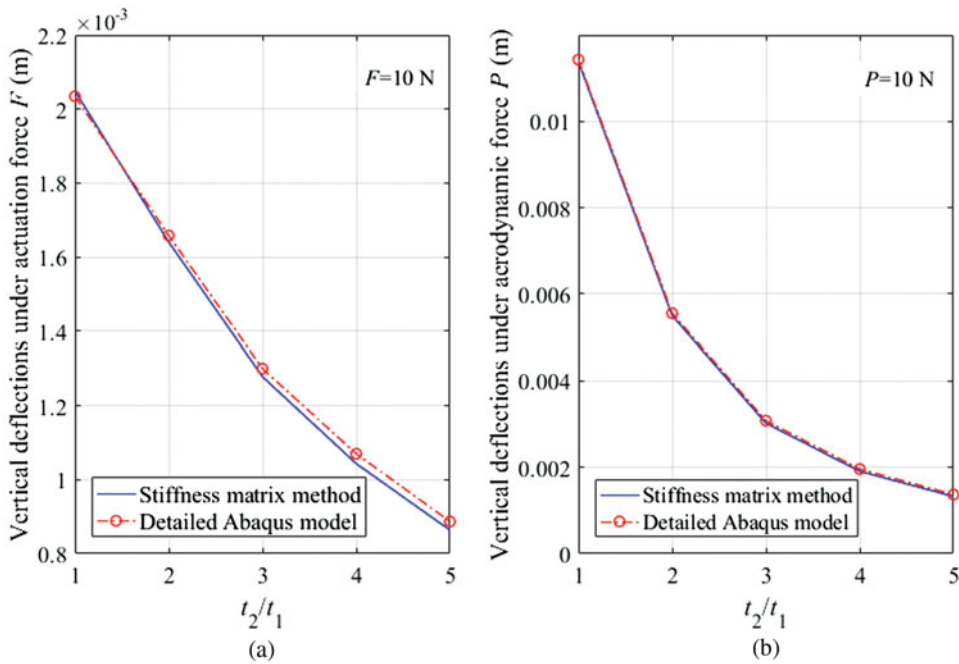 ×10⁻³
2.2
2
1.8
1.6
1.4
1.2
1
0.8
Vertical deflections under actuation force F (m)
F=10 N
Stiffness matrix method
Detailed Abaqus model
1 2 3 4 5
t₂/t₁
(a)
0.01
0.008
0.006
0.004
0.002
0
Vertical deflections under aerodynamic force P (m)
P=10 N
Stiffness matrix method
Detailed Abaqus model
1 2 3 4 5
t₂/t₁
(b)